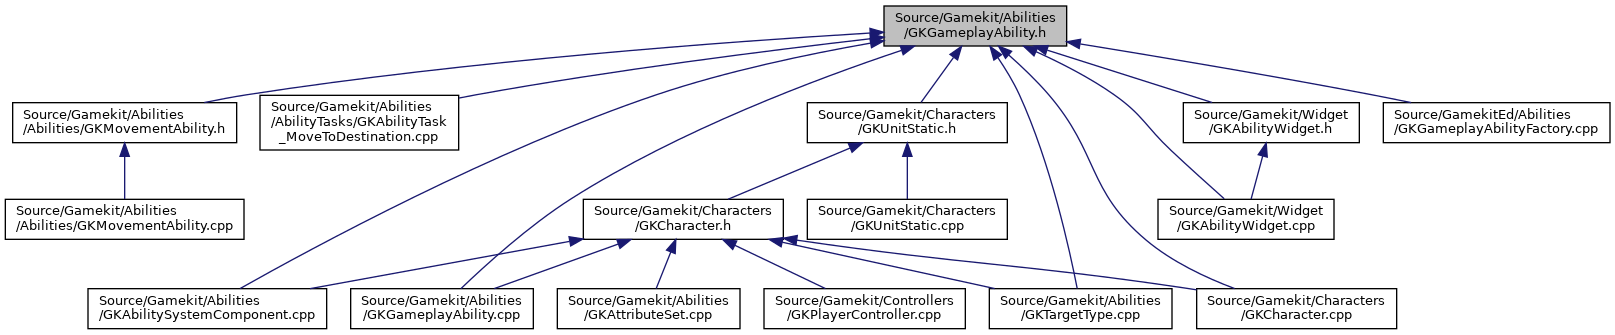 Source/Gamekit/Abilities
/GKGameplayAbility.h
Source/Gamekit/Abilities
/Abilities/GKMovementAbility.h
Source/Gamekit/Abilities
/AbilityTasks/GKAbilityTask
_MoveToDestination.cpp
Source/Gamekit/Characters
/GKUnitStatic.h
Source/Gamekit/Widget
/GKAbilityWidget.h
Source/GamekitEd/Abilities
/GKGameplayAbilityFactory.cpp
Source/Gamekit/Abilities
/Abilities/GKMovementAbility.cpp
Source/Gamekit/Characters
/GKCharacter.h
Source/Gamekit/Characters
/GKUnitStatic.cpp
Source/Gamekit/Widget
/GKAbilityWidget.cpp
Source/Gamekit/Abilities
/GKAbilitySystemComponent.cpp
Source/Gamekit/Abilities
/GKGameplayAbility.cpp
Source/Gamekit/Abilities
/GKAttributeSet.cpp
Source/Gamekit/Controllers
/GKPlayerController.cpp
Source/Gamekit/Abilities
/GKTargetType.cpp
Source/Gamekit/Characters
/GKCharacter.cpp